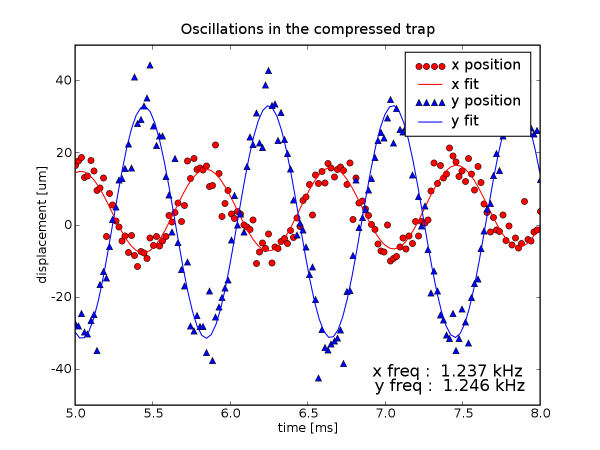 Oscillations in the compressed trap
x position
x fit
y position
y fit
displacement [um]
40
20
0
-20
-40
x freq :  1.237 kHz
y freq :  1.246 kHz
5.0 5.5 6.0 6.5 7.0 7.5 8.0
time [ms]